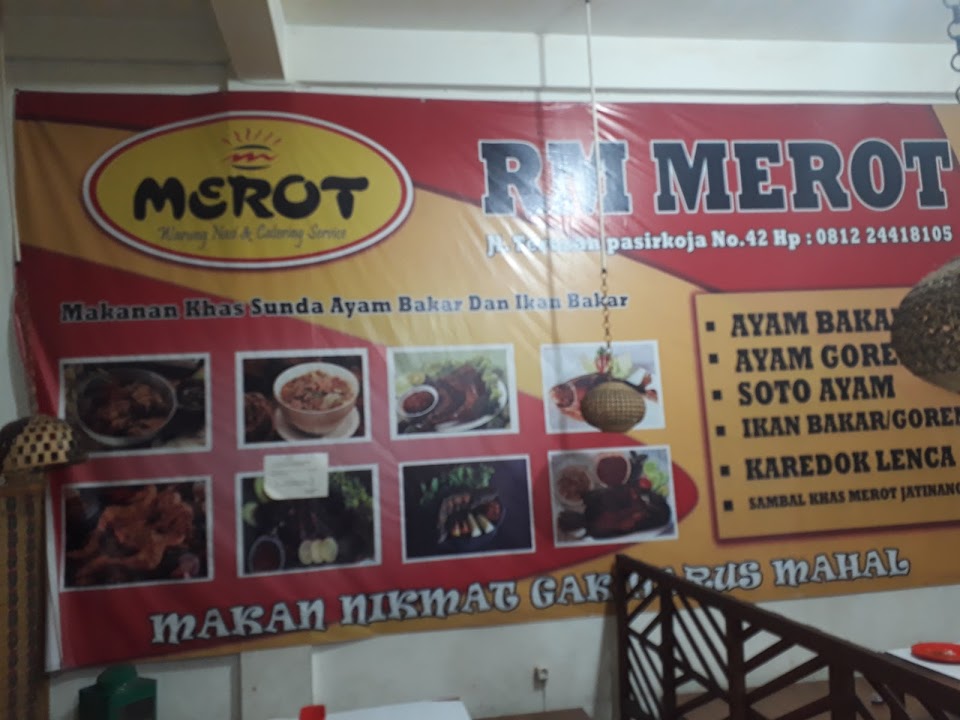 MEROT
Warung Nasi & Catering Service
RM MEROT
Jl. pasirkoja No.42 Hp : 0812 24418105
Makanan Khas Sunda Ayam Bakar Dan Ikan Bakar
AYAM BAKA
AYAM GORE
SOTO AYAM
IKAN BAKAR/GOREN
KAREDOK LENCA
SAMBAL KHAS MEROT JATINANG
MAKAN NIKMAT GAK ARUS MAHAL